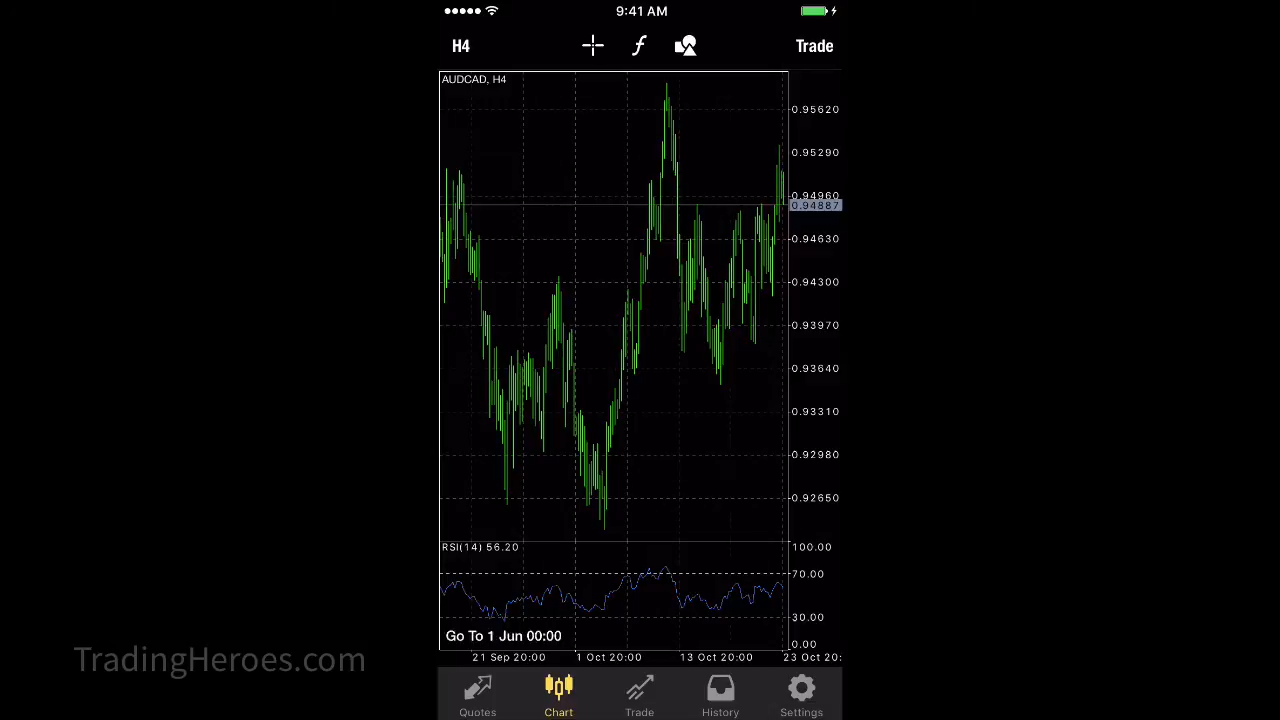 9:41 AM
H4
f
Trade
AUDCAD, H4
0.95620
0.95290
0.94960
0.94887
0.94630
0.94300
0.93970
0.93640
0.93310
0.92980
0.92650
RSI(14) 56.20
100.00
70.00
30.00
0.00
Go To 1 Jun 00:00
21 Sep 20:00
1 Oct 20:00
13 Oct 20:00
23 Oct 20:
TradingHeroes.com
Quotes
Chart
Trade
History
Settings